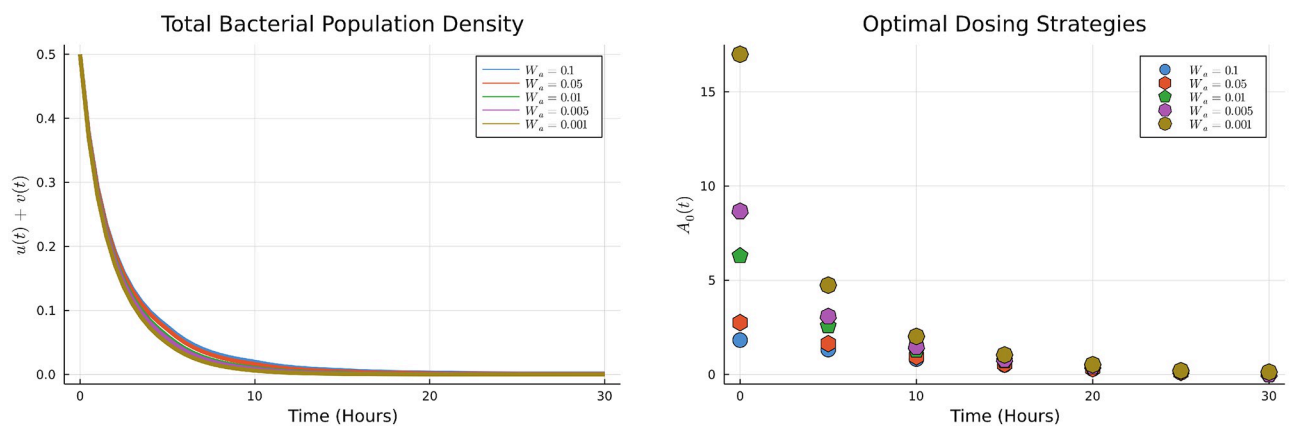 Total Bacterial Population Density
u(t) + v(t)
0.5
0.4
0.3
0.2
0.1
0.0
W_a = 0.1
W_a = 0.05
W_a = 0.01
W_a = 0.005
W_a = 0.001
0 10 20 30
Time (Hours)
Optimal Dosing Strategies
A_0(t)
15
10
5
0
W_a = 0.1
W_a = 0.05
W_a = 0.01
W_a = 0.005
W_a = 0.001
0 10 20 30
Time (Hours)